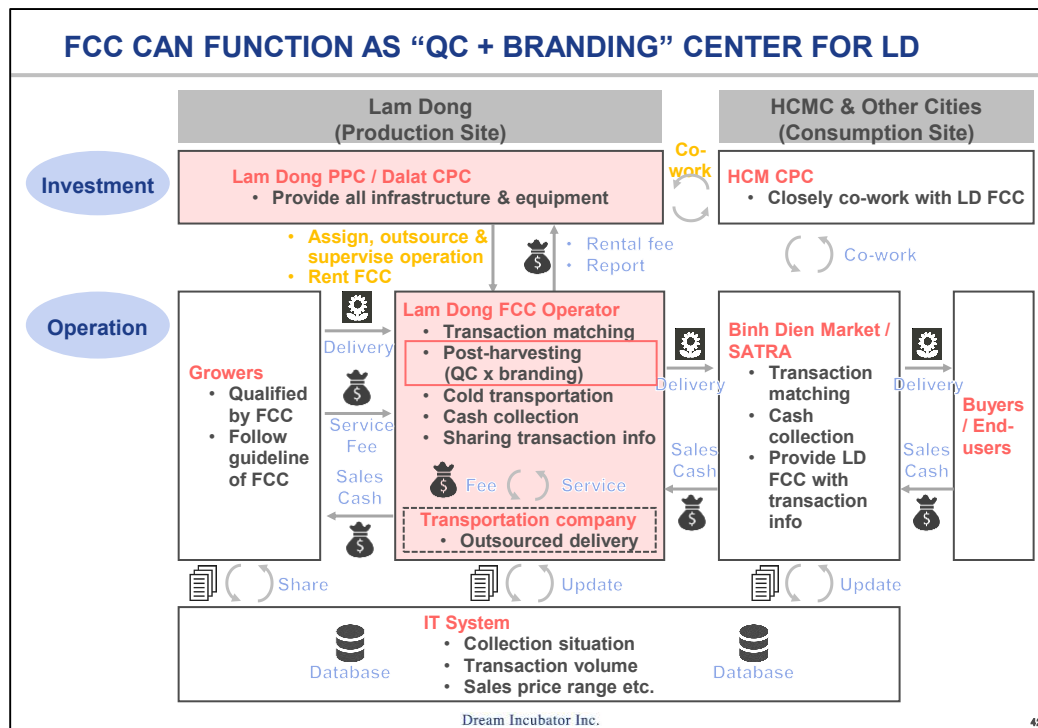 FCC CAN FUNCTION AS “QC + BRANDING” CENTER FOR LD
Lam Dong
(Production Site)
HCMC & Other Cities
(Consumption Site)
Investment
Lam Dong PPC / Dalat CPC
• Provide all infrastructure & equipment
Co-
work
HCM CPC
• Closely co-work with LD FCC
• Assign, outsource &
supervise operation
• Rent FCC
$
• Rental fee
• Report
Co-work
Operation
Growers
• Qualified
by FCC
• Follow
guideline
of FCC
Delivery
$
Service
Fee
Sales
Cash
$
Lam Dong FCC Operator
• Transaction matching
• Post-harvesting
(QC x branding)
• Cold transportation
• Cash collection
• Sharing transaction info
$
Fee
Service
Transportation company
• Outsourced delivery
Delivery
Sales
Cash
$
Binh Dien Market /
SATRA
• Transaction
matching
• Cash
collection
• Provide LD
FCC with
transaction
info
Delivery
Sales
Cash
$
Buyers
/ End-
users
Share
Update
Update
IT System
• Collection situation
• Transaction volume
• Sales price range etc.
Database
Database
Dream Incubator Inc.